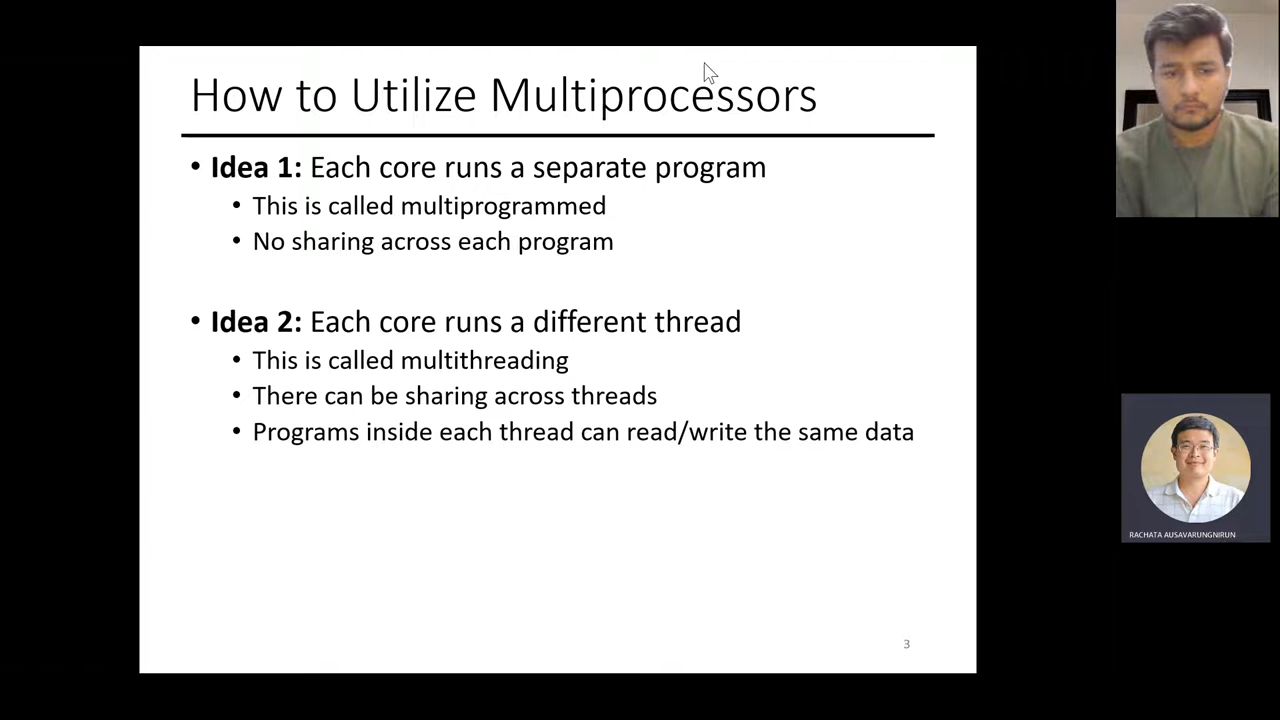 How to Utilize Multiprocessors
• Idea 1: Each core runs a separate program
• This is called multiprogrammed
• No sharing across each program
• Idea 2: Each core runs a different thread
• This is called multithreading
• There can be sharing across threads
• Programs inside each thread can read/write the same data
3
RACHATA AUSAVARUNGNIRUN